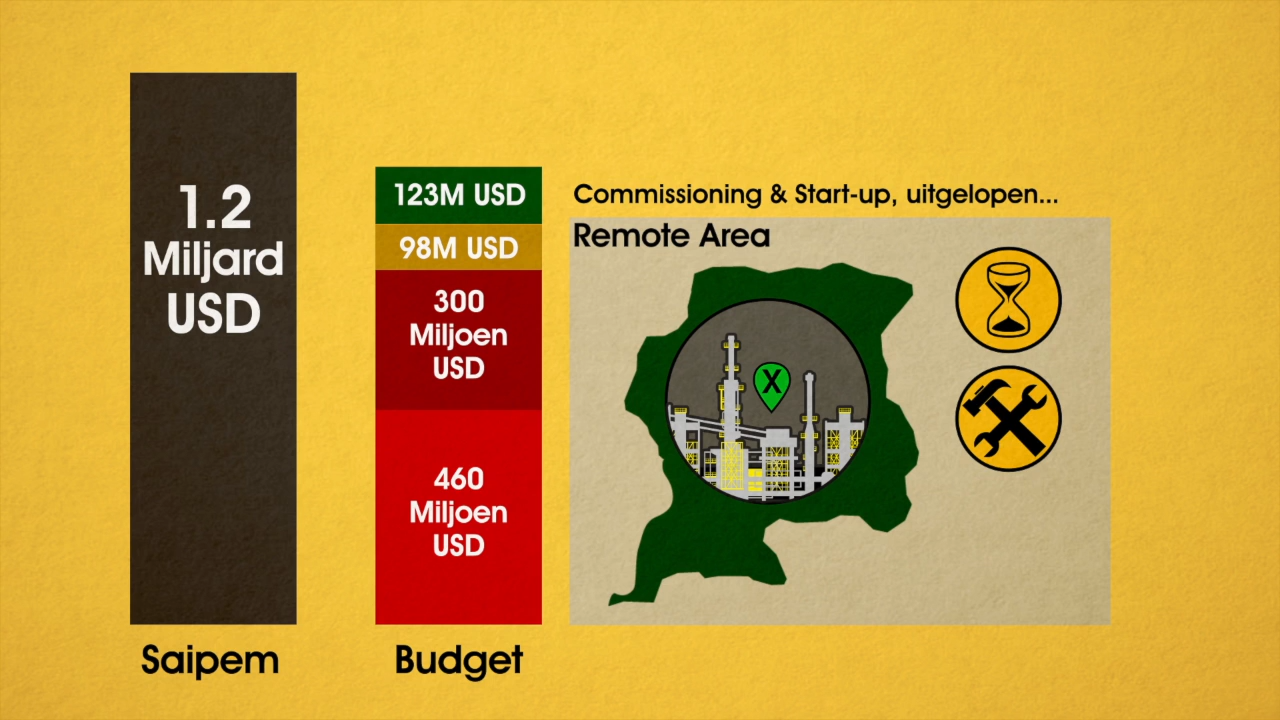 1.2
Miljard
USD
Saipem
123M USD
98M USD
300
Miljoen
USD
460
Miljoen
USD
Budget
Commissioning & Start-up, uitgelopen...
Remote Area
X